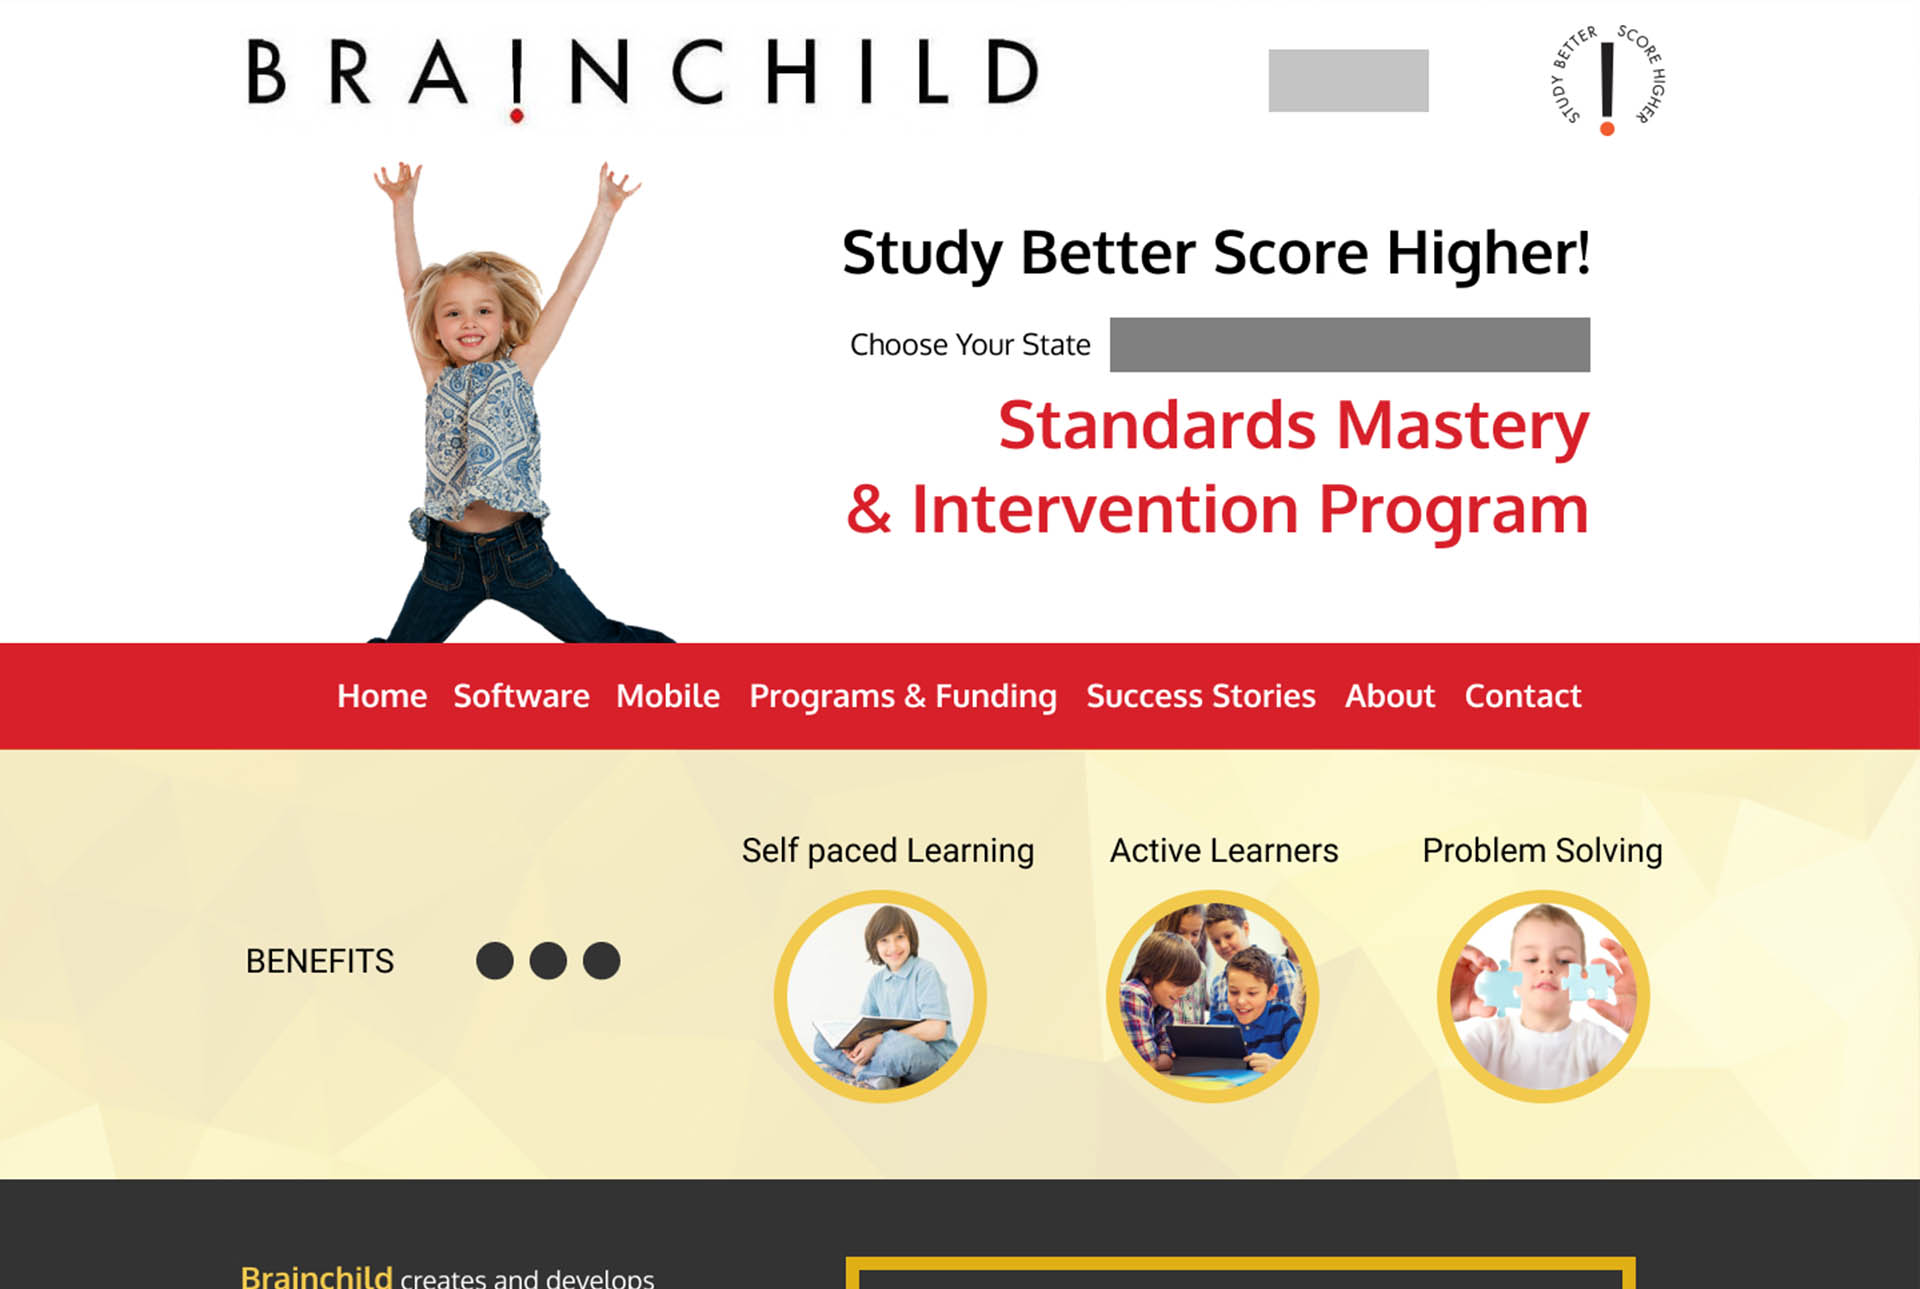 BRA!NCHILD
STUDY BETTER SCORE HIGHER
!
Study Better Score Higher!
Choose Your State
Standards Mastery
& Intervention Program
Home Software Mobile Programs & Funding Success Stories About Contact
Self paced Learning Active Learners Problem Solving
BENEFITS
Brainchild creates and develops